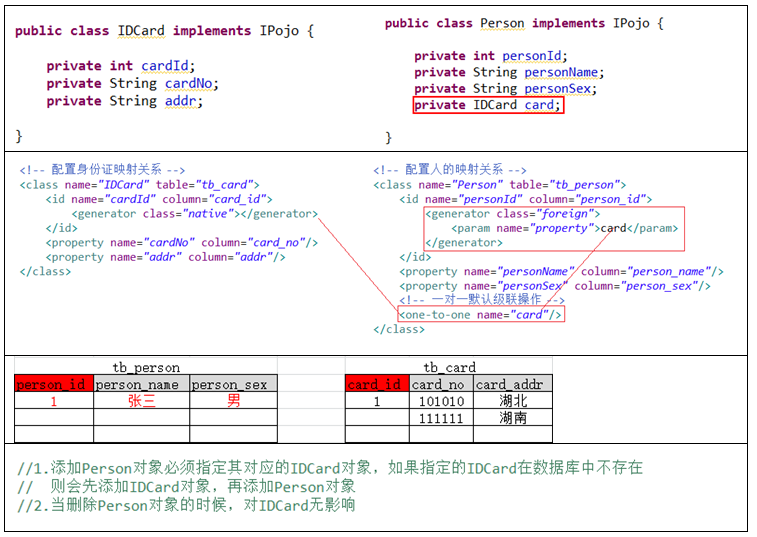 public class IDCard implements IPojo {
private int cardId;
private String cardNo;
private String addr;
}
public class Person implements IPojo {
private int personId;
private String personName;
private String personSex;
private IDCard card;
}
<!-- 配置身份证映射关系 -->
<class name="IDCard" table="tb_card">
<id name="cardId" column="card_id">
<generator class="native"></generator>
</id>
<property name="cardNo" column="card_no"/>
<property name="addr" column="addr"/>
</class>
<!-- 配置人的映射关系 -->
<class name="Person" table="tb_person">
<id name="personId" column="person_id">
<generator class="foreign">
<param name="property">card</param>
</generator>
</id>
<property name="personName" column="person_name"/>
<property name="personSex" column="person_sex"/>
<!-- 一对一默认级联操作 -->
<one-to-one name="card"/>
</class>
tb_person
person_id person_name person_sex
1 张三 男
tb_card
card_id card_no card_addr
1 101010 湖北
111111 湖南
//1.添加Person对象必须指定其对应的IDCard对象，如果指定的IDCard在数据库中不存在
// 则会先添加IDCard对象，再添加Person对象
//2.当删除Person对象的时候，对IDCard无影响